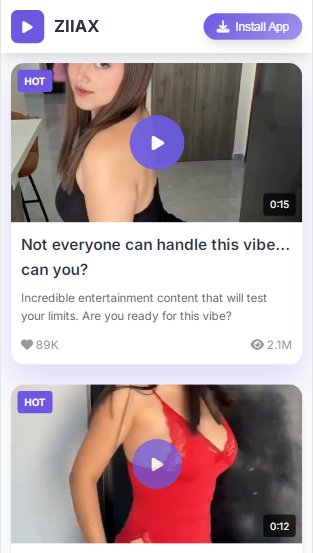 ZIIAX
Install App
HOT
0:15
Not everyone can handle this vibe...
can you?
Incredible entertainment content that will test
your limits. Are you ready for this vibe?
89K
2.1M
HOT
0:12